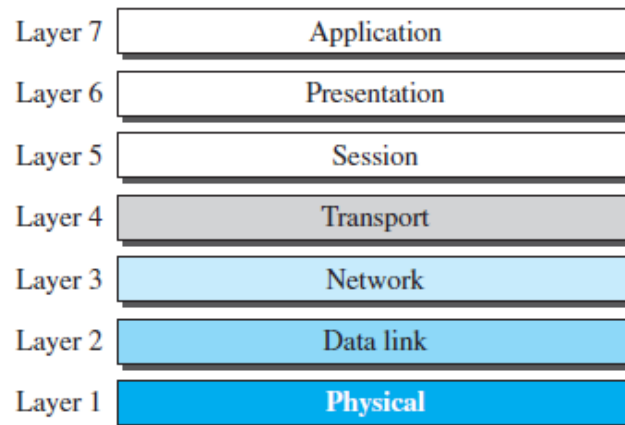 Layer 7 Application
Layer 6 Presentation
Layer 5 Session
Layer 4 Transport
Layer 3 Network
Layer 2 Data link
Layer 1 Physical